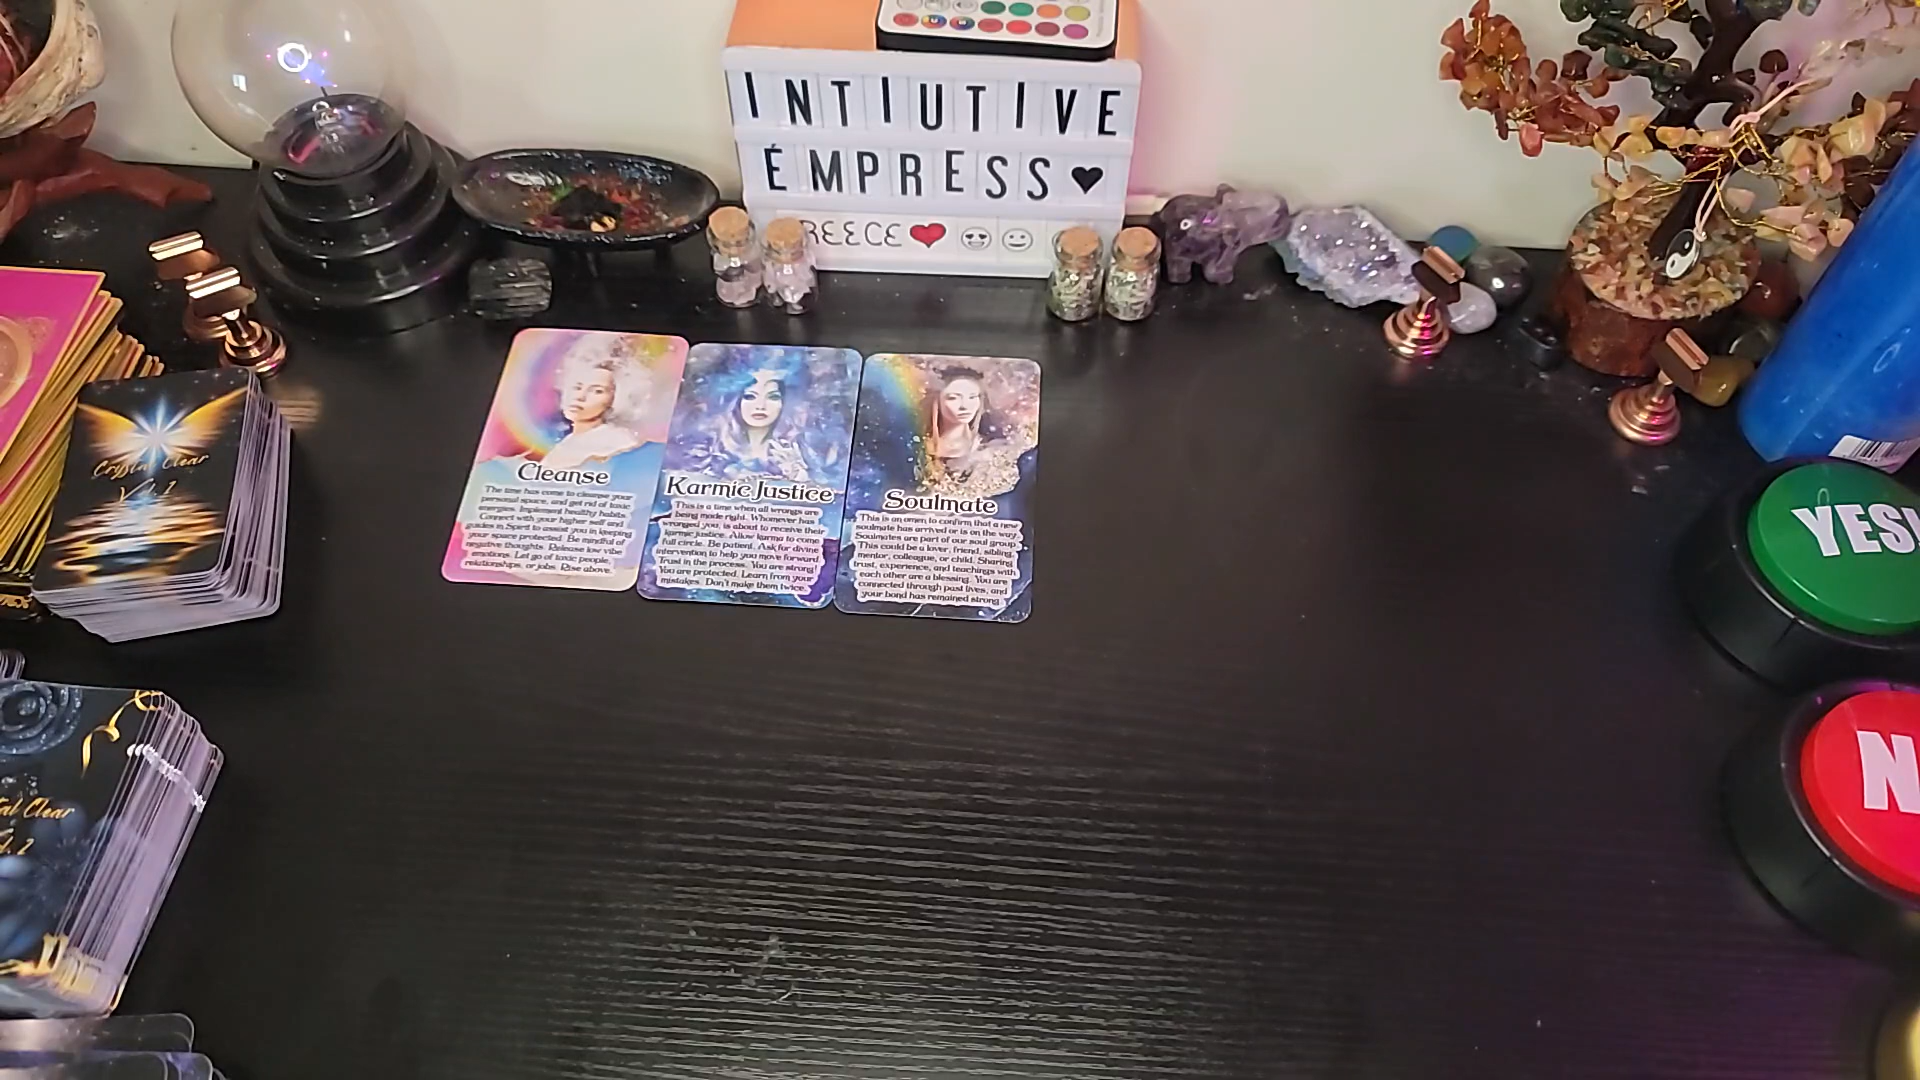 INTIUTIVE
ÉMPRESS ♥
REECE ❤️ 😍 🙂
Cleanse
The time has come to cleanse your
personal space, and get rid of toxic
energies. Implement healthy habits.
Connect with your higher self and
guides in Spirit to assist you in keeping
your space protected. Be mindful of
negative thoughts. Release low vibe
emotions. Let go of toxic people,
relationships, or jobs. Rise above.
Karmic Justice
This is a time when all wrongs are
being made right. Whomever has
wronged you, is about to receive their
karmic justice. Allow karma to come
full circle. Be patient. Ask for divine
intervention to help you move forward.
Trust in the process. You are strong!
You are protected. Learn from your
mistakes. Don't make them twice.
Soulmate
This is an omen to confirm that a new
soulmate has arrived or is on the way.
Soulmates are part of our soul group.
This could be a lover, friend, sibling,
mentor, colleague, or child. Sharing
trust, experience, and teachings with
each other are a blessing. You are
connected through past lives, and
your bond has remained strong.
Crystal Clear
Vol. 1
tal Clear
ol. 2
YES!
N